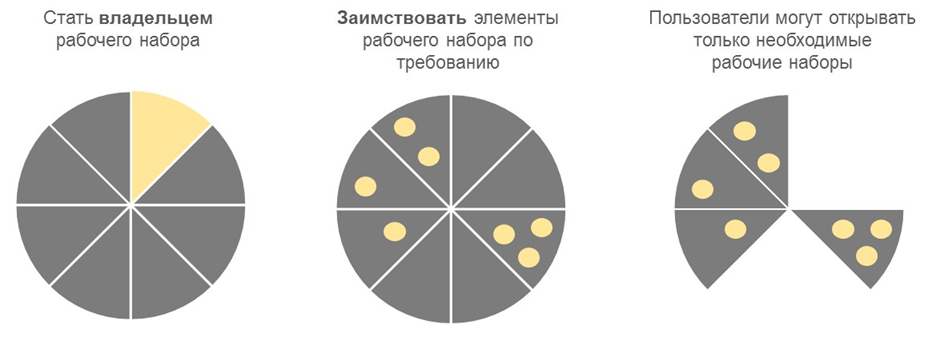 Стать владельцем
рабочего набора
Заимствовать элементы
рабочего набора по
требованию
Пользователи могут открывать
только необходимые
рабочие наборы